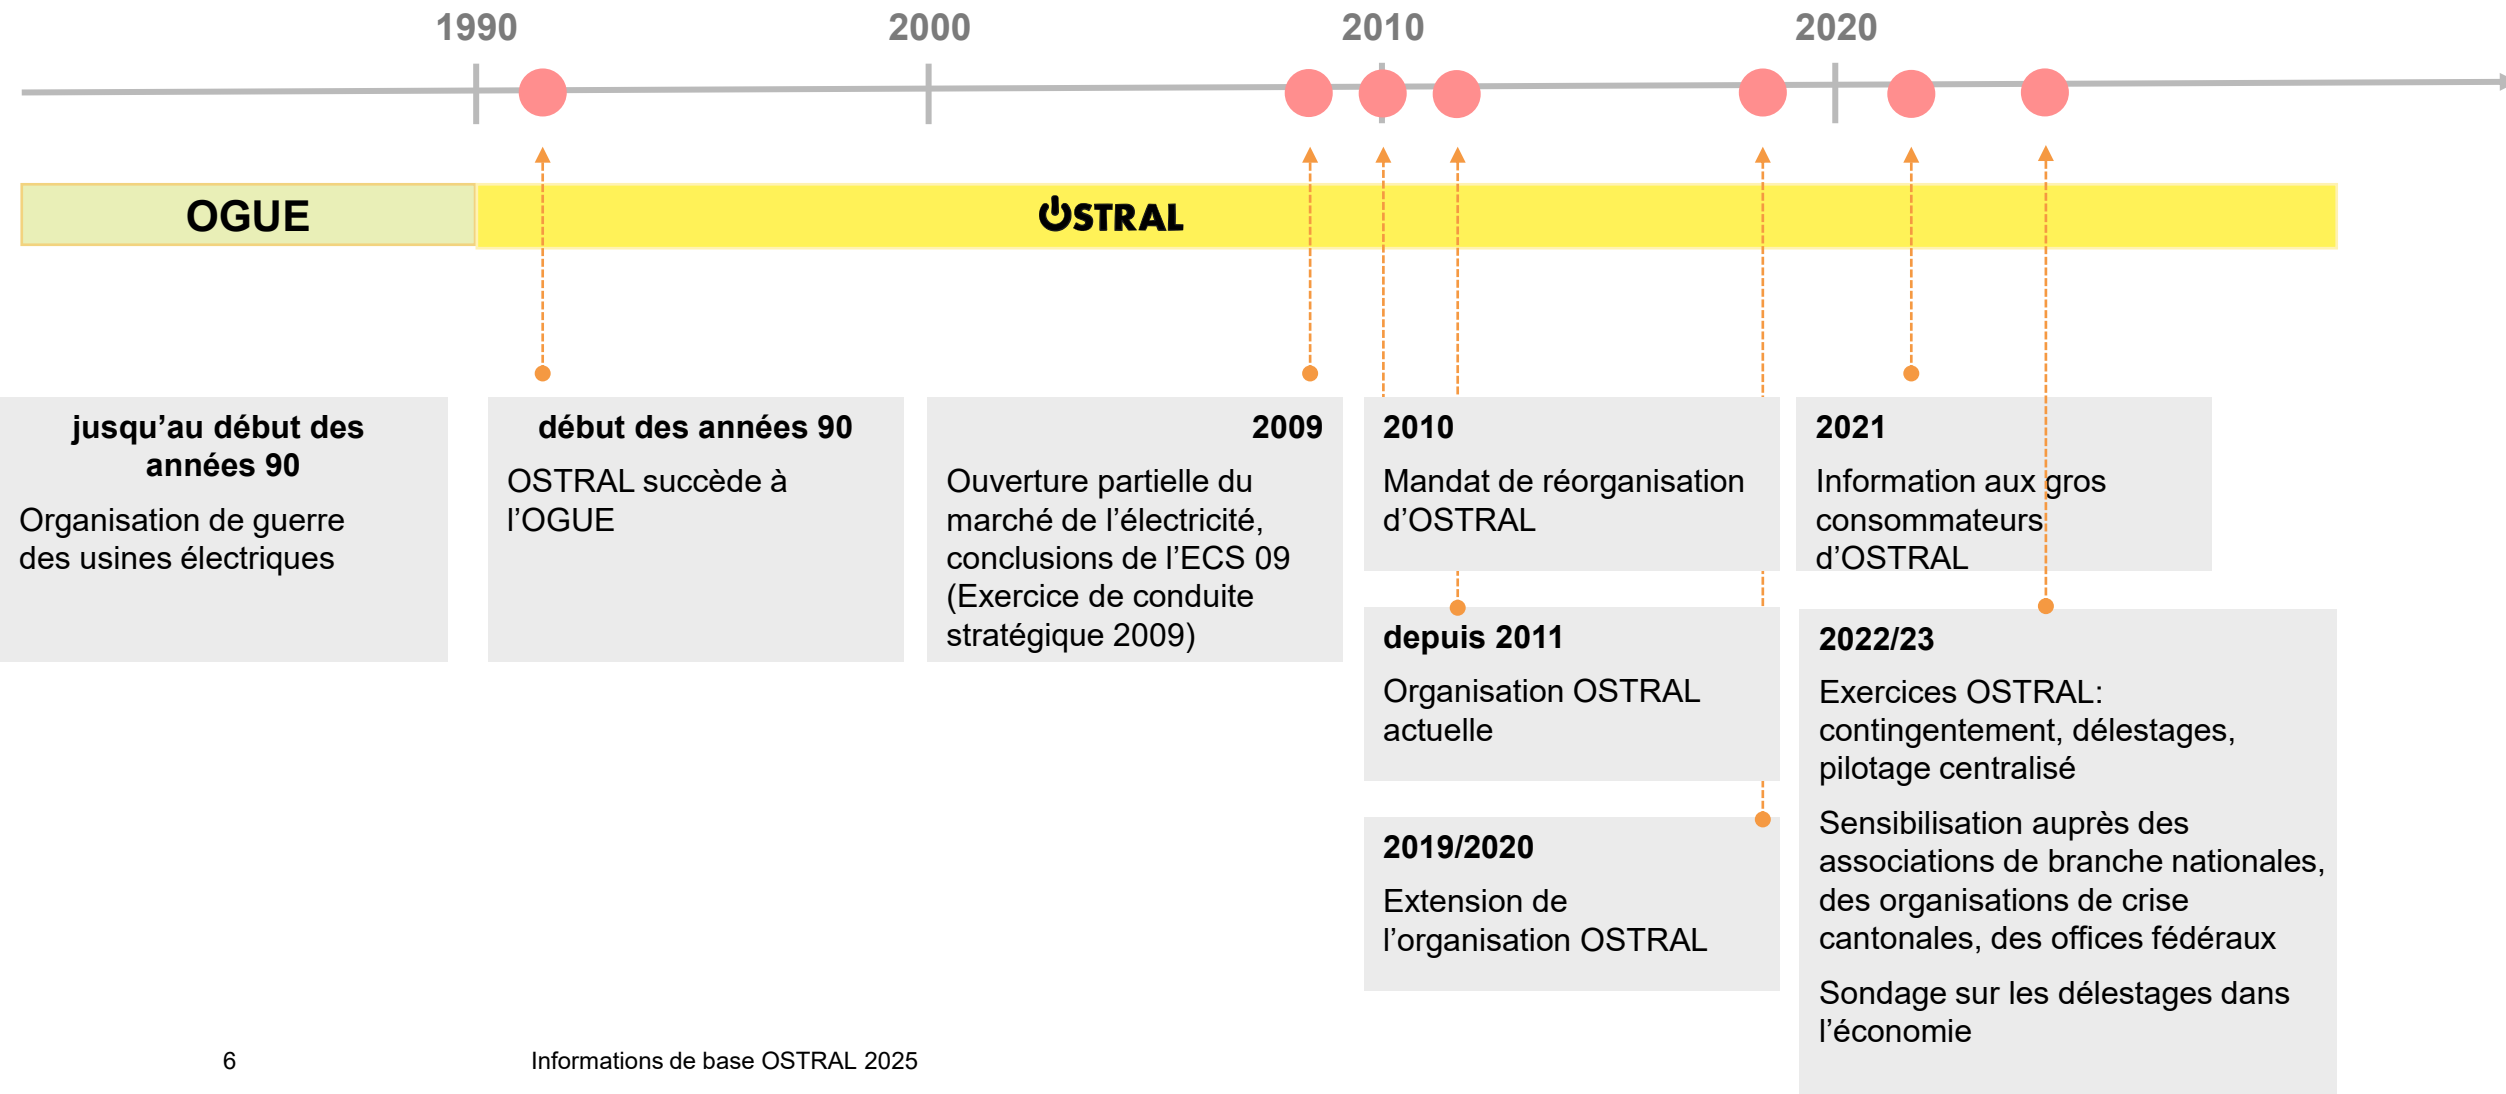 1990
2000
2010
2020
OGUE
OSTRAL
jusqu’au début des
années 90
Organisation de guerre
des usines électriques
début des années 90
OSTRAL succède à
l’OGUE
2009
Ouverture partielle du
marché de l’électricité,
conclusions de l’ECS 09
(Exercice de conduite
stratégique 2009)
2010
Mandat de réorganisation
d’OSTRAL
depuis 2011
Organisation OSTRAL
actuelle
2019/2020
Extension de
l’organisation OSTRAL
2021
Information aux gros
consommateurs
d’OSTRAL
2022/23
Exercices OSTRAL:
contingentement, délestages,
pilotage centralisé
Sensibilisation auprès des
associations de branche nationales,
des organisations de crise
cantonales, des offices fédéraux
Sondage sur les délestages dans
l’économie
6
Informations de base OSTRAL 2025